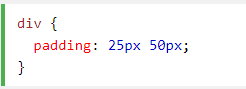 div {
  padding: 25px 50px;
}